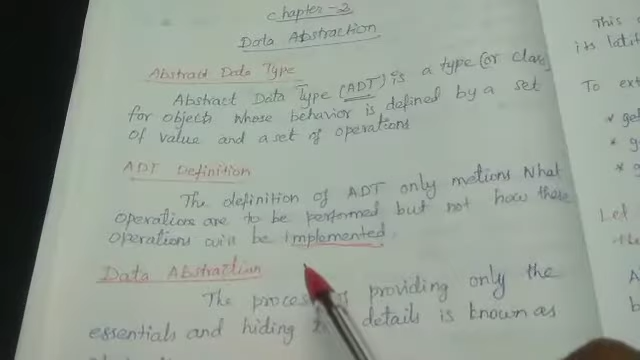 Chapter - 2
Data Abstraction
Abstract Data Type
Abstract Data Type (ADT) is a type (or class
for objects whose behavior is defined by a set
of value and a set of operations
ADT Definition
The definition of ADT only metions what
operations are to be performed but not how these
operations will be implemented.
Data Abstraction
The process of providing only the
essentials and hiding details is known as
This
its
To ex
* ge
* g
* g
Let
A
b